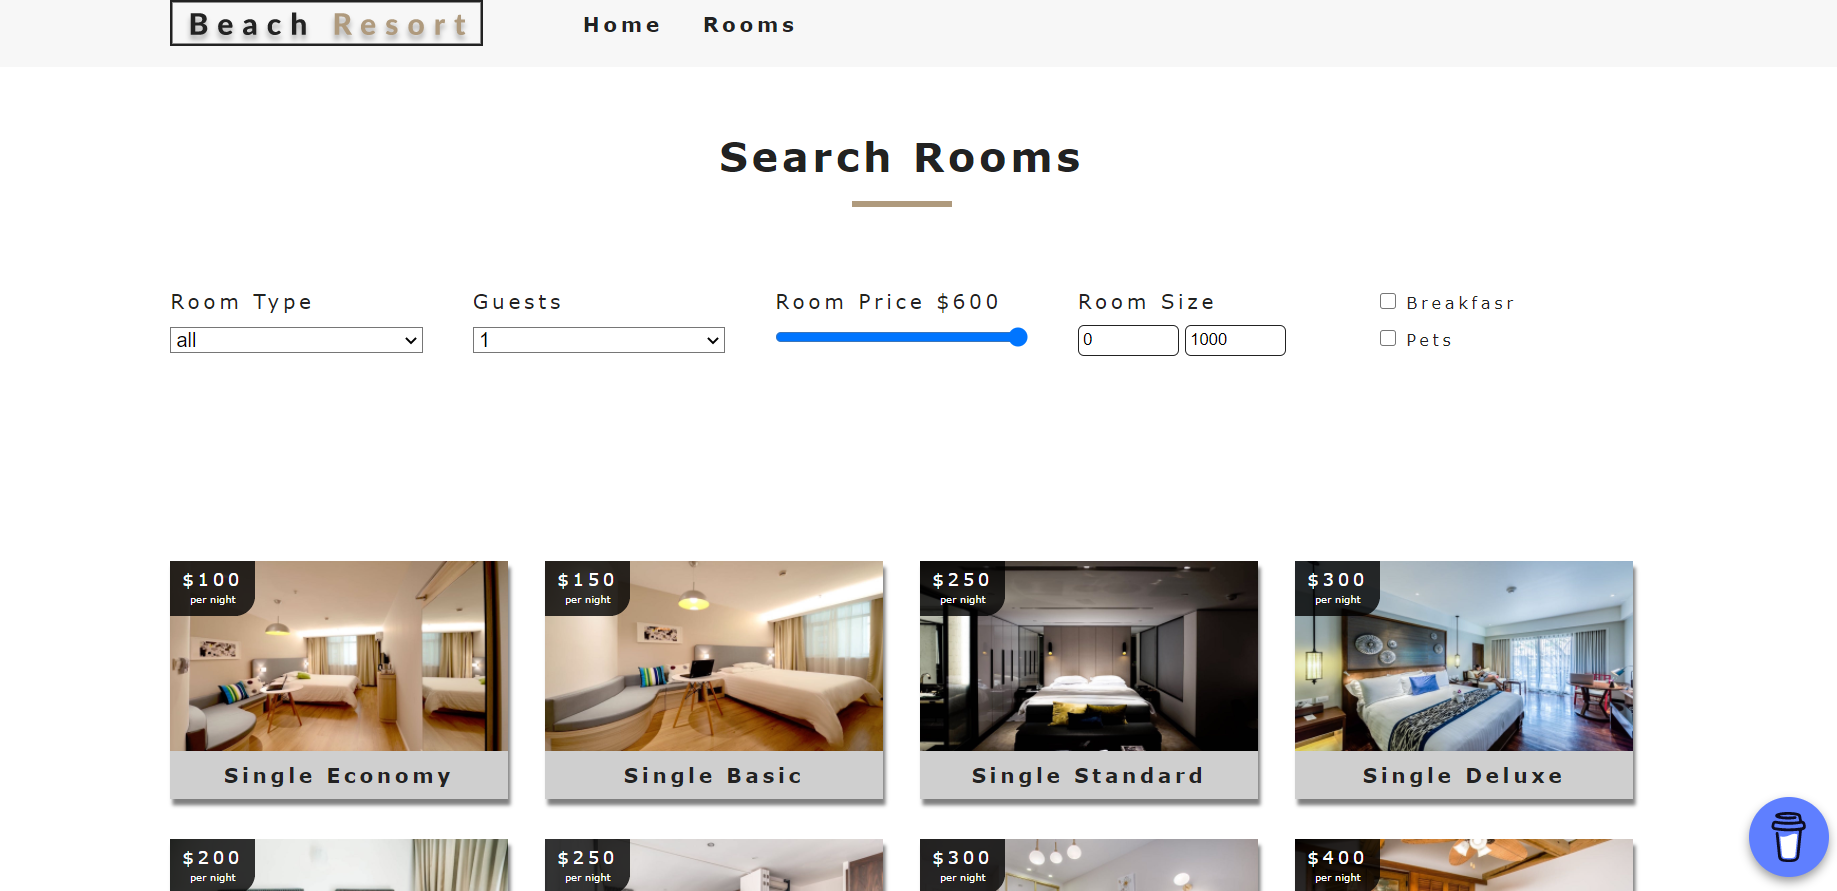 Beach Resort
Home Rooms
Search Rooms
Room Type Guests Room Price $600 Room Size Breakfasr
all 1 0 1000 Pets
$100 $150 $250 $300
per night per night per night per night
Single Economy Single Basic Single Standard Single Deluxe
$200 $250 $300 $400
per night per night per night per night